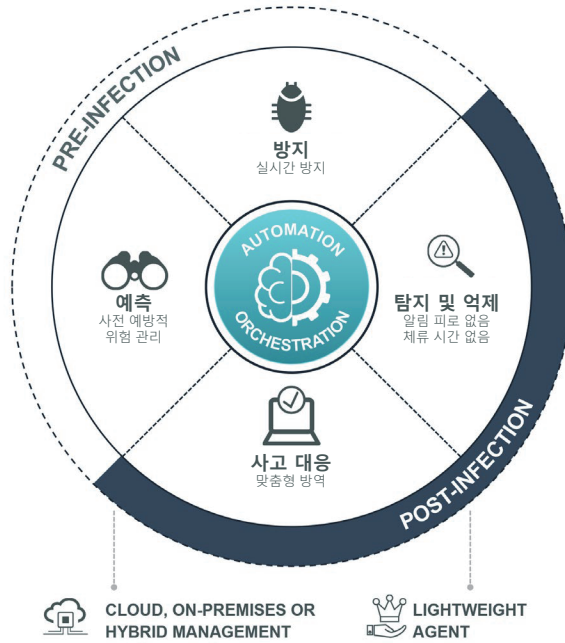 PRE-INFECTION
방지
실시간 방지
AUTOMATION
ORCHESTRATION
예측
사전 예방적
위험 관리
탐지 및 억제
알림 피로 없음
체류 시간 없음
사고 대응
맞춤형 방역
POST-INFECTION
CLOUD, ON-PREMISES OR
HYBRID MANAGEMENT
LIGHTWEIGHT
AGENT